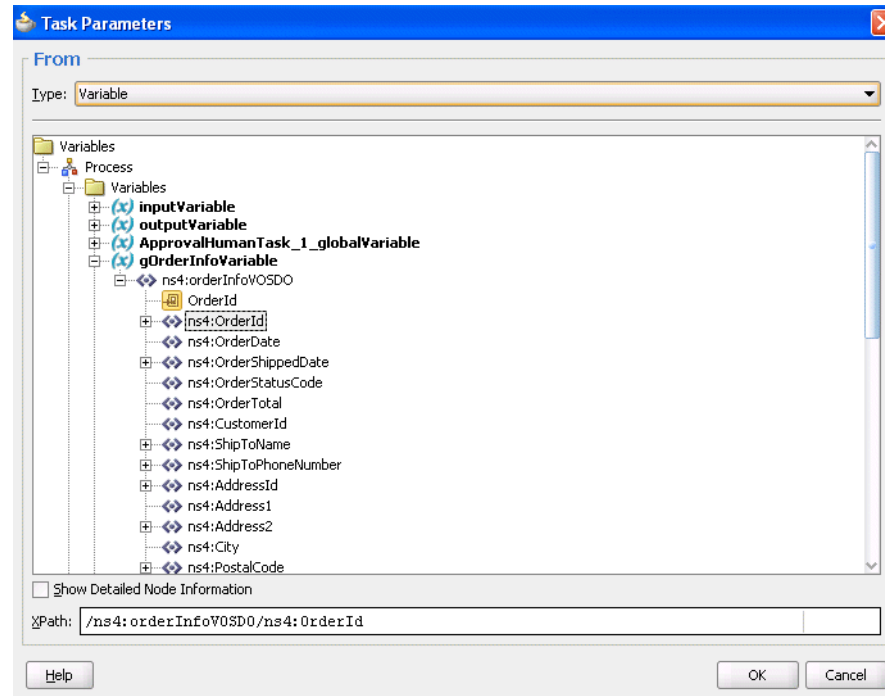 Task Parameters
From
Type: Variable
Variables
Process
Variables
(x) inputVariable
(x) outputVariable
(x) ApprovalHumanTask_1_globalVariable
(x) gOrderInfoVariable
ns4:orderInfoVOSDO
OrderId
ns4:OrderId
ns4:OrderDate
ns4:OrderShippedDate
ns4:OrderStatusCode
ns4:OrderTotal
ns4:CustomerId
ns4:ShipToName
ns4:ShipToPhoneNumber
ns4:AddressId
ns4:Address1
ns4:Address2
ns4:City
ns4:PostalCode
Show Detailed Node Information
XPath: /ns4:orderInfoVOSDO/ns4:OrderId
Help OK Cancel